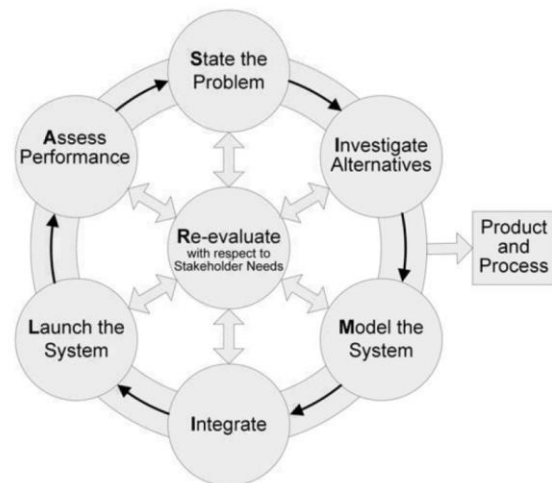 State the
Problem
Investigate
Alternatives
Model the
System
Integrate
Launch the
System
Assess
Performance
Re-evaluate
with respect to
Stakeholder Needs
Product
and
Process